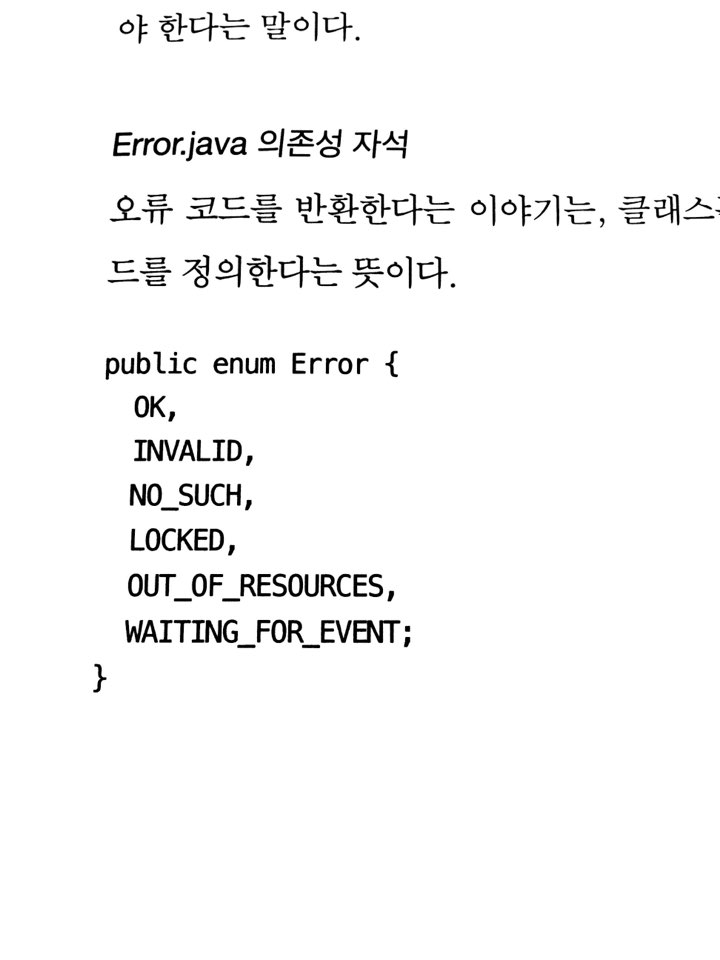 야 한다는 말이다.
Error.java 의존성 자석
오류 코드를 반환한다는 이야기는, 클래스
드를 정의한다는 뜻이다.
public enum Error {
OK,
INVALID,
NO_SUCH,
LOCKED,
OUT_OF_RESOURCES,
WAITING_FOR_EVENT;
}